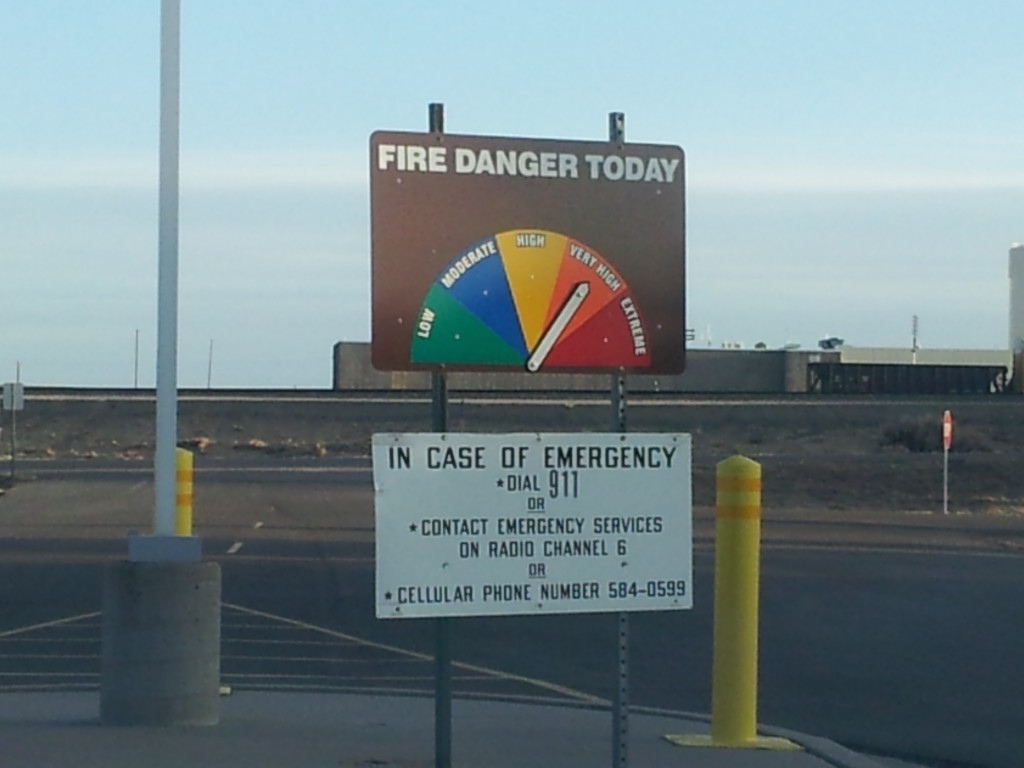 FIRE DANGER TODAY
LOW
MODERATE
HIGH
VERY HIGH
EXTREME
IN CASE OF EMERGENCY
*DIAL 911
OR
*CONTACT EMERGENCY SERVICES
ON RADIO CHANNEL 6
OR
*CELLULAR PHONE NUMBER 584-0599